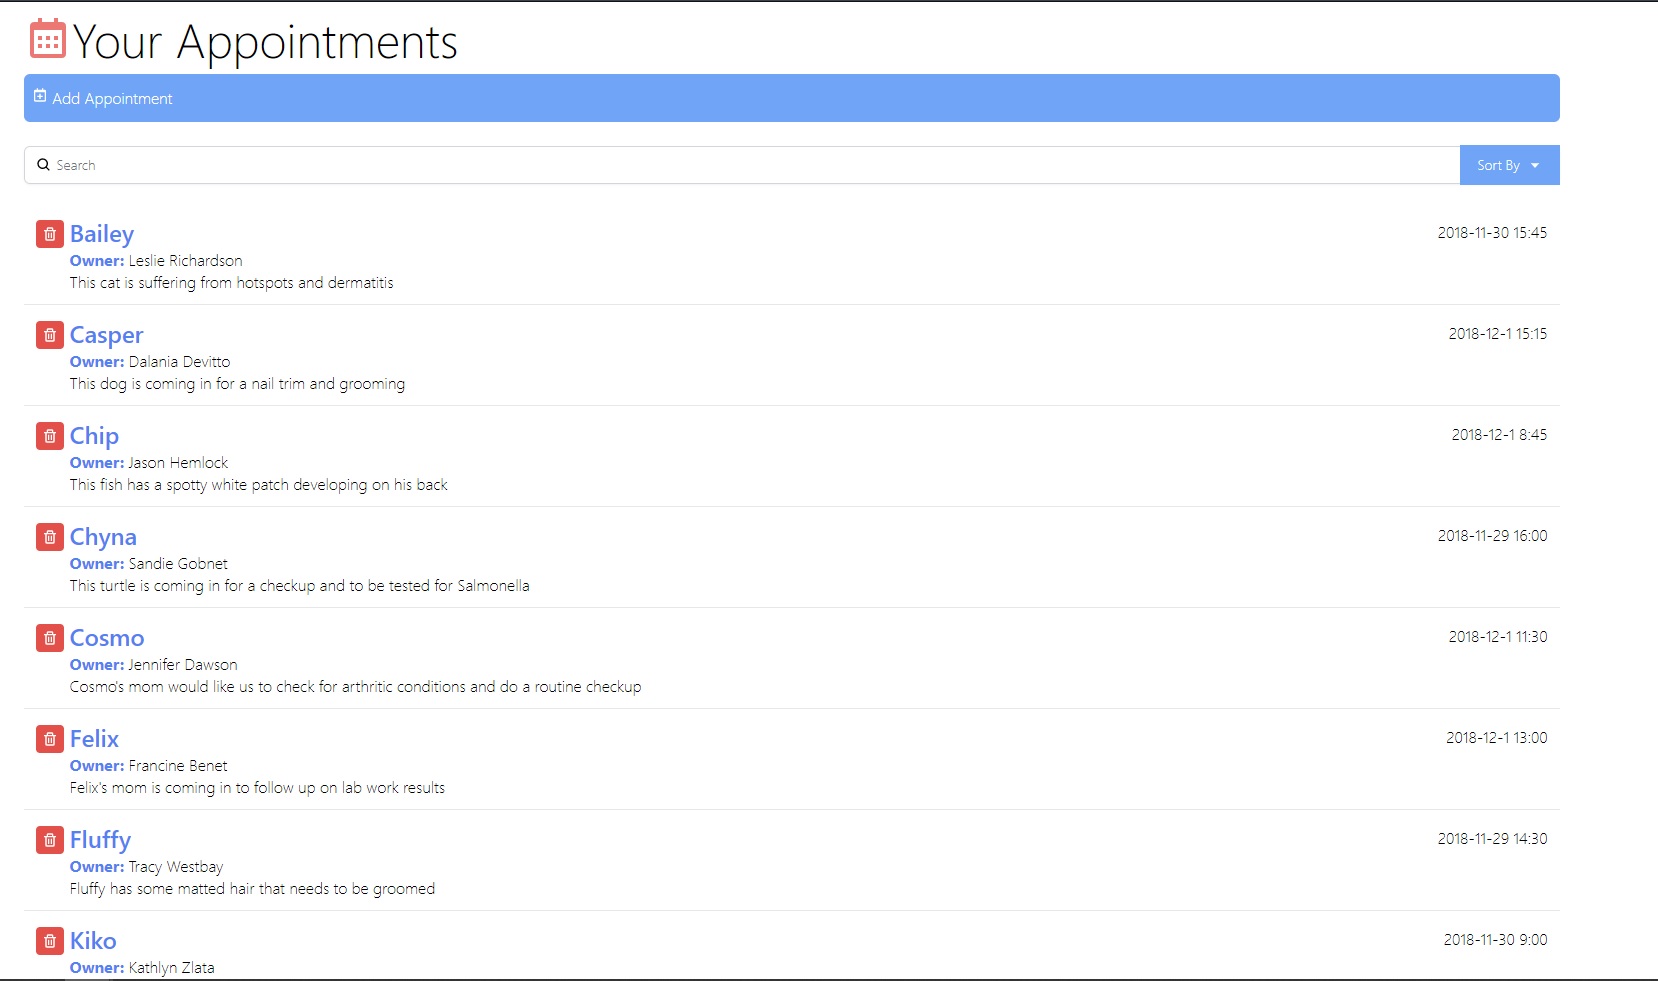 Your Appointments
Add Appointment
Search
Sort By
Bailey 2018-11-30 15:45
Owner: Leslie Richardson
This cat is suffering from hotspots and dermatitis
Casper 2018-12-1 15:15
Owner: Dalania Devitto
This dog is coming in for a nail trim and grooming
Chip 2018-12-1 8:45
Owner: Jason Hemlock
This fish has a spotty white patch developing on his back
Chyna 2018-11-29 16:00
Owner: Sandie Gobnet
This turtle is coming in for a checkup and to be tested for Salmonella
Cosmo 2018-12-1 11:30
Owner: Jennifer Dawson
Cosmo's mom would like us to check for arthritic conditions and do a routine checkup
Felix 2018-12-1 13:00
Owner: Francine Benet
Felix's mom is coming in to follow up on lab work results
Fluffy 2018-11-29 14:30
Owner: Tracy Westbay
Fluffy has some matted hair that needs to be groomed
Kiko 2018-11-30 9:00
Owner: Kathlyn Zlata